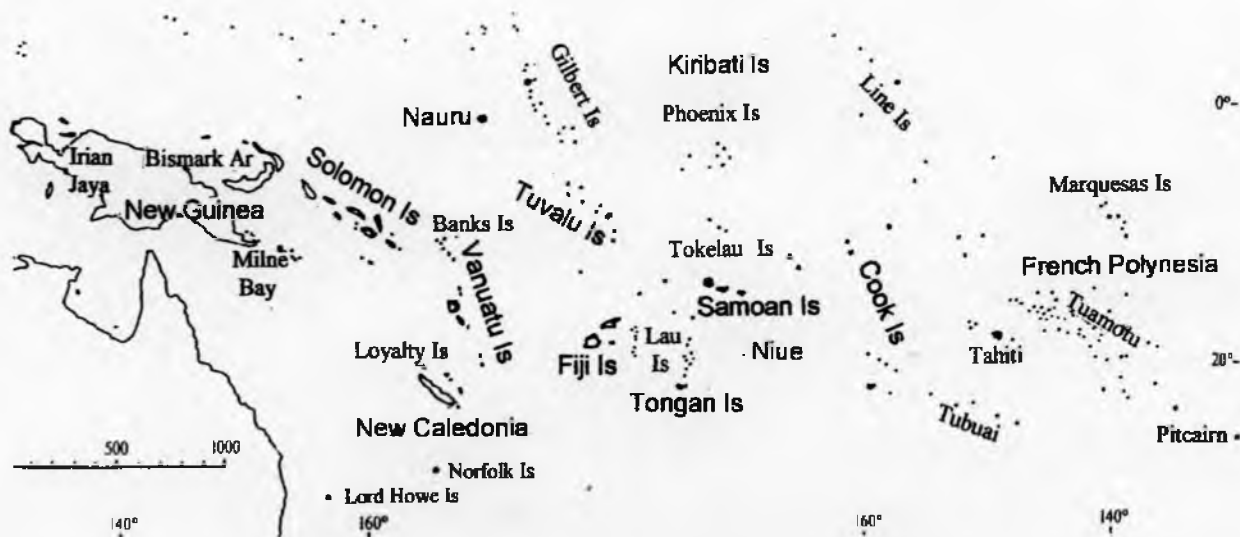 Kiribati Is
Gilbert Is
Line Is
0°
Nauru
Phoenix Is
Irian
Jaya
Bismark Ar
Solomon Is
Marquesas Is
New Guinea
Tuvalu Is
Banks Is
Tokelau Is
Milne
Bay
Vanuatu Is
Cook Is
French Polynesia
Samoan Is
Tuamotu
Loyalty Is
Fiji Is
Lau
Is
Niue
Tahiti
20°
Tongan Is
New Caledonia
Tubuai
Pitcairn
500
Norfolk Is
Lord Howe Is
160°
140°